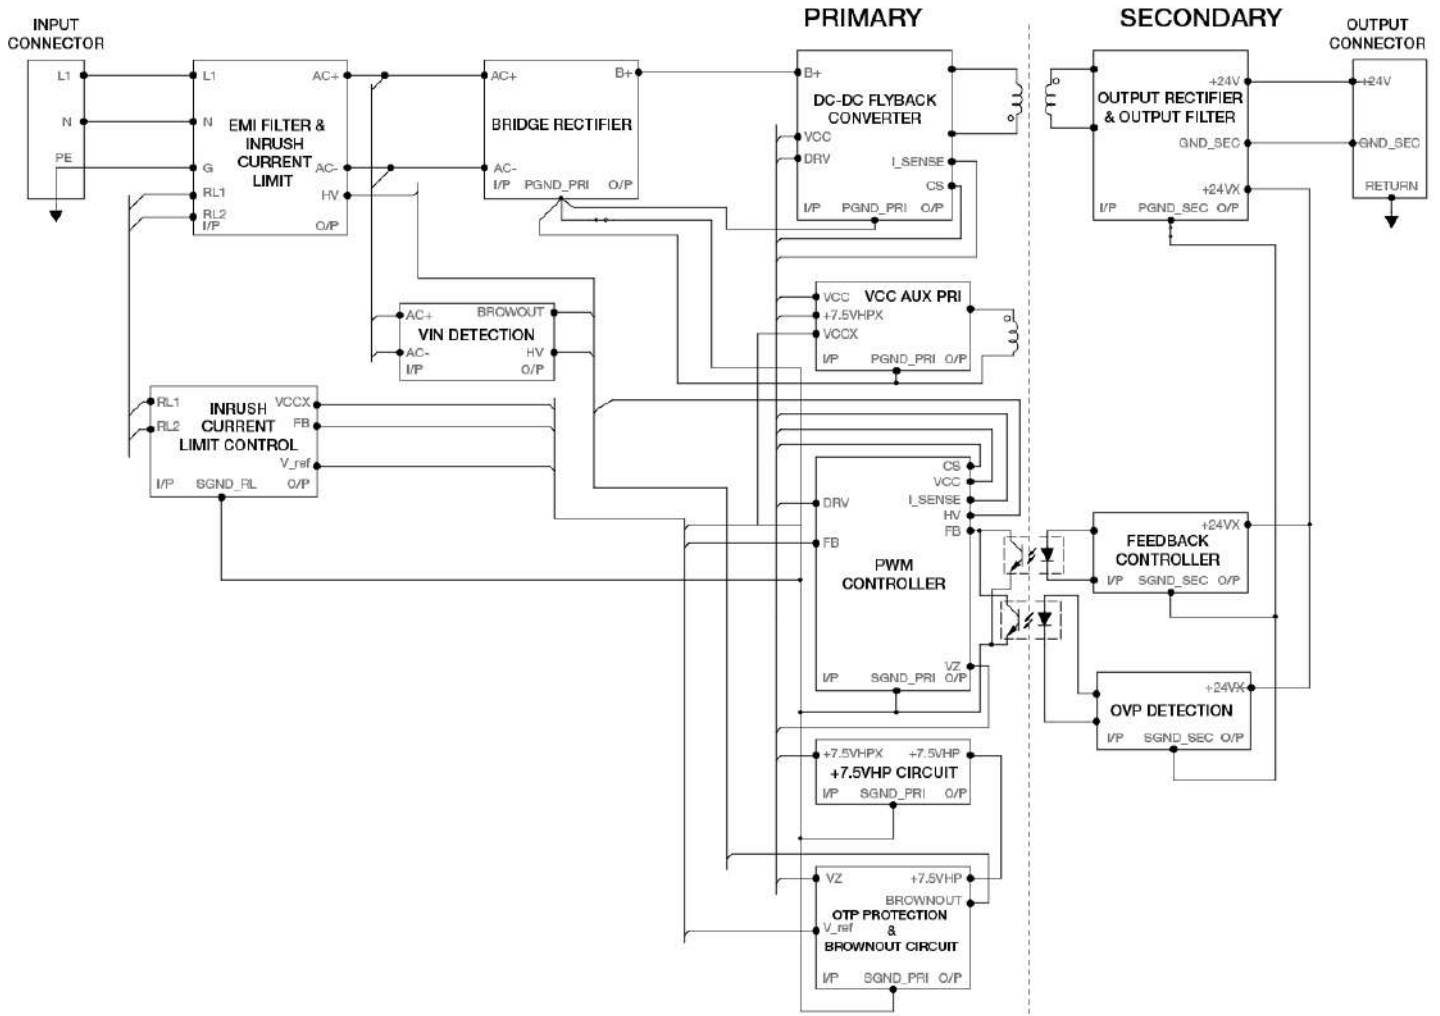 PRIMARY
SECONDARY
INPUT
CONNECTOR
L1
N
PE
L1
N
G
RL1
RL2
I/P
EMI FILTER &
INRUSH
CURRENT
LIMIT
AC+
AC-
HV
O/P
AC+
AC-
I/P
BRIDGE RECTIFIER
PGND_PRI
B+
O/P
B+
VCC
DRV
I/P
DC-DC FLYBACK
CONVERTER
I_SENSE
CS
PGND_PRI
O/P
OUTPUT RECTIFIER
& OUTPUT FILTER
+24V
GND_SEC
+24VX
I/P
PGND_SEC
O/P
OUTPUT
CONNECTOR
+24V
GND_SEC
RETURN
AC+
AC-
I/P
VIN DETECTION
BROWOUT
HV
O/P
VCC
+7.5VHPX
VCCX
VCC AUX PRI
I/P
PGND_PRI
O/P
RL1
RL2
INRUSH
CURRENT
LIMIT CONTROL
VCCX
FB
V_ref
I/P
SGND_RL
O/P
DRV
FB
PWM
CONTROLLER
CS
VCC
I_SENSE
HV
FB
VZ
I/P
SGND_PRI
O/P
+24VX
FEEDBACK
CONTROLLER
I/P
SGND_SEC
O/P
+24VX
OVP DETECTION
I/P
SGND_SEC
O/P
+7.5VHPX
+7.5VHP
+7.5VHP CIRCUIT
I/P
SGND_PRI
O/P
VZ
+7.5VHP
BROWNOUT
V_ref
OTP PROTECTION
&
BROWNOUT CIRCUIT
I/P
SGND_PRI
O/P